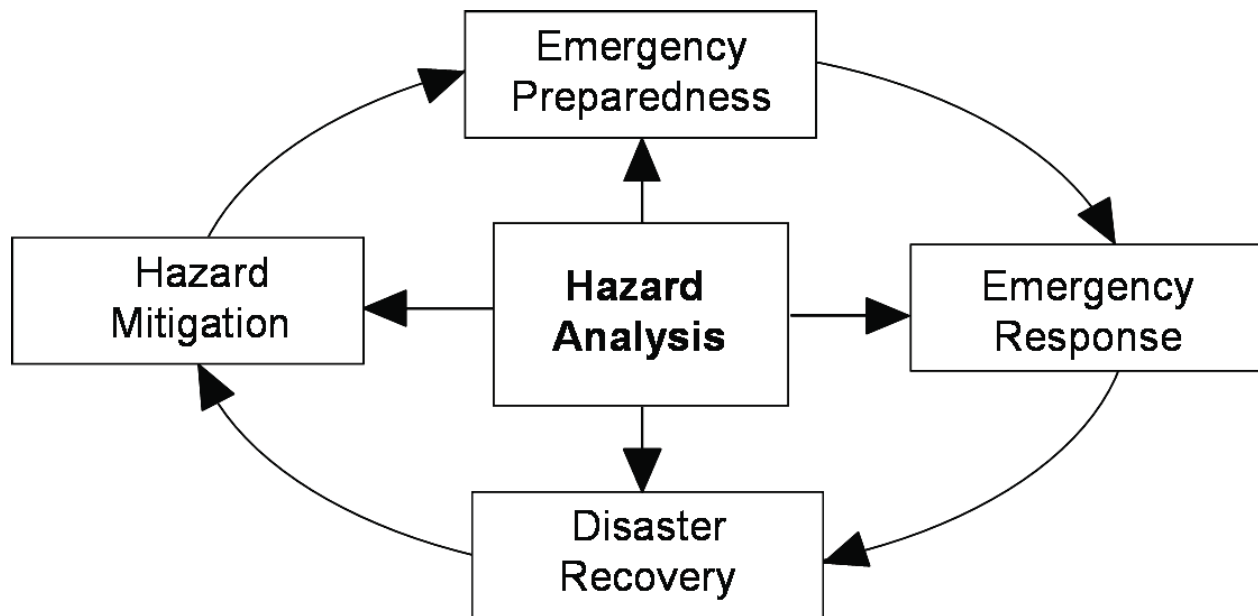 Emergency
Preparedness
Hazard
Mitigation
Hazard
Analysis
Emergency
Response
Disaster
Recovery